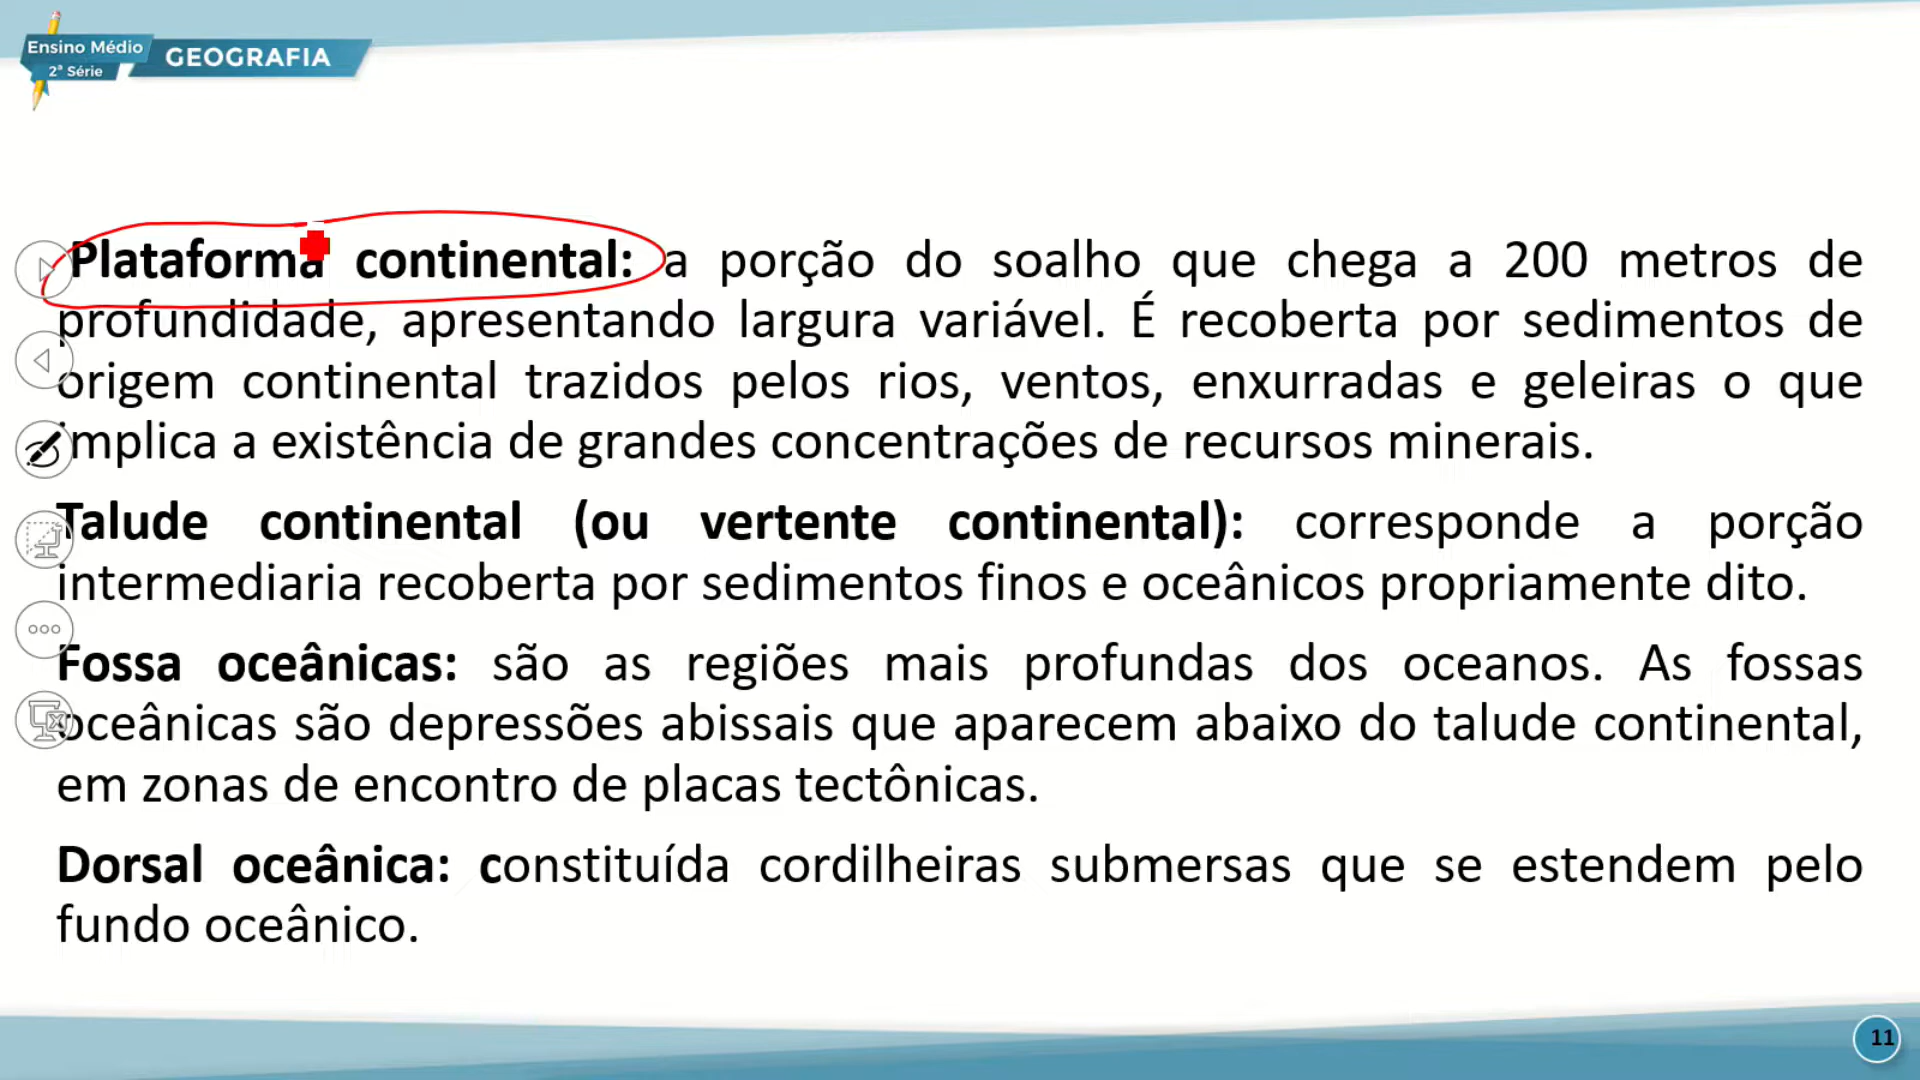 Ensino Médio
2ª Série
GEOGRAFIA
Plataforma continental: a porção do soalho que chega a 200 metros de
profundidade, apresentando largura variável. É recoberta por sedimentos de
origem continental trazidos pelos rios, ventos, enxurradas e geleiras o que
implica a existência de grandes concentrações de recursos minerais.
Talude continental (ou vertente continental): corresponde a porção
intermediaria recoberta por sedimentos finos e oceânicos propriamente dito.
Fossa oceânicas: são as regiões mais profundas dos oceanos. As fossas
oceânicas são depressões abissais que aparecem abaixo do talude continental,
em zonas de encontro de placas tectônicas.
Dorsal oceânica: constituída cordilheiras submersas que se estendem pelo
fundo oceânico.
11